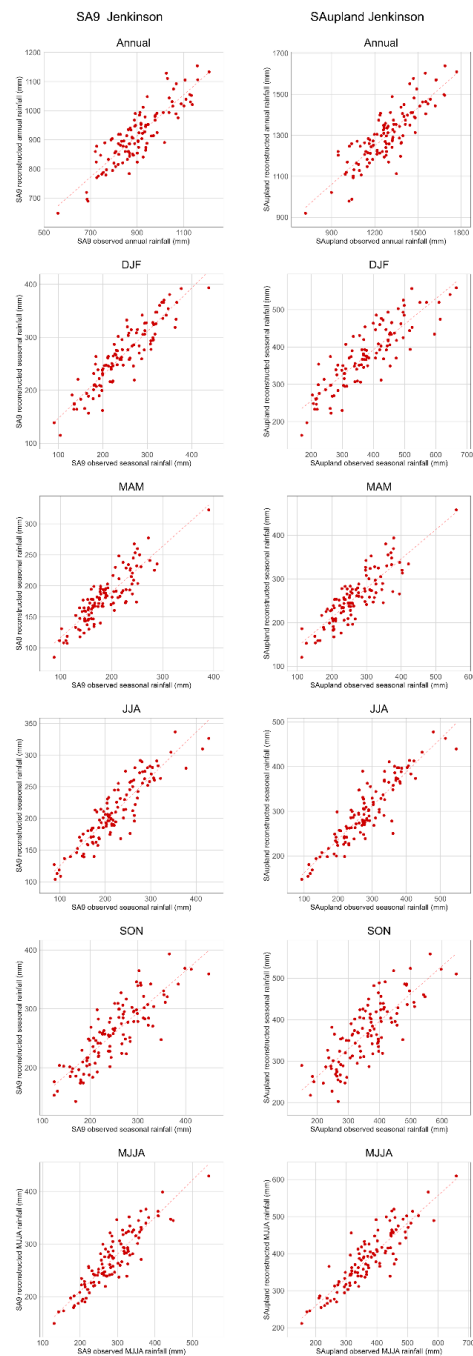 SA9 Jenkinson
SAupland Jenkinson
Annual
Annual
SA9 reconstructed annual rainfall (mm)
1200
1100
1000
900
800
700
500
700
900
1100
SA9 observed annual rainfall (mm)
SAupland reconstructed annual rainfall (mm)
1700
1500
1300
1100
900
900
1200
1500
1800
SAupland observed annual rainfall (mm)
DJF
DJF
SA9 reconstructed seasonal rainfall (mm)
400
300
200
100
100
200
300
400
SA9 observed seasonal rainfall (mm)
SAupland reconstructed seasonal rainfall (mm)
500
400
300
200
200
300
400
500
600
700
SAupland observed seasonal rainfall (mm)
MAM
MAM
SA9 reconstructed seasonal rainfall (mm)
300
200
100
100
200
300
400
SA9 observed seasonal rainfall (mm)
SAupland reconstructed seasonal rainfall (mm)
400
300
200
100
100
200
300
400
500
SAupland observed seasonal rainfall (mm)
JJA
JJA
SA9 reconstructed seasonal rainfall (mm)
350
300
250
200
150
100
100
200
300
400
SA9 observed seasonal rainfall (mm)
SAupland reconstructed seasonal rainfall (mm)
500
400
300
200
100
200
300
400
500
SAupland observed seasonal rainfall (mm)
SON
SON
SA9 reconstructed seasonal rainfall (mm)
300
200
200
300
400
SA9 observed seasonal rainfall (mm)
SAupland reconstructed seasonal rainfall (mm)
500
400
300
200
200
300
400
500
600
SAupland observed seasonal rainfall (mm)
MJJA
MJJA
SA9 reconstructed MJJA rainfall (mm)
400
300
200
100
200
300
400
500
SA9 observed MJJA rainfall (mm)
SAupland reconstructed MJJA rainfall (mm)
600
500
400
300
200
200
300
400
500
600
700
SAupland observed MJJA rainfall (mm)